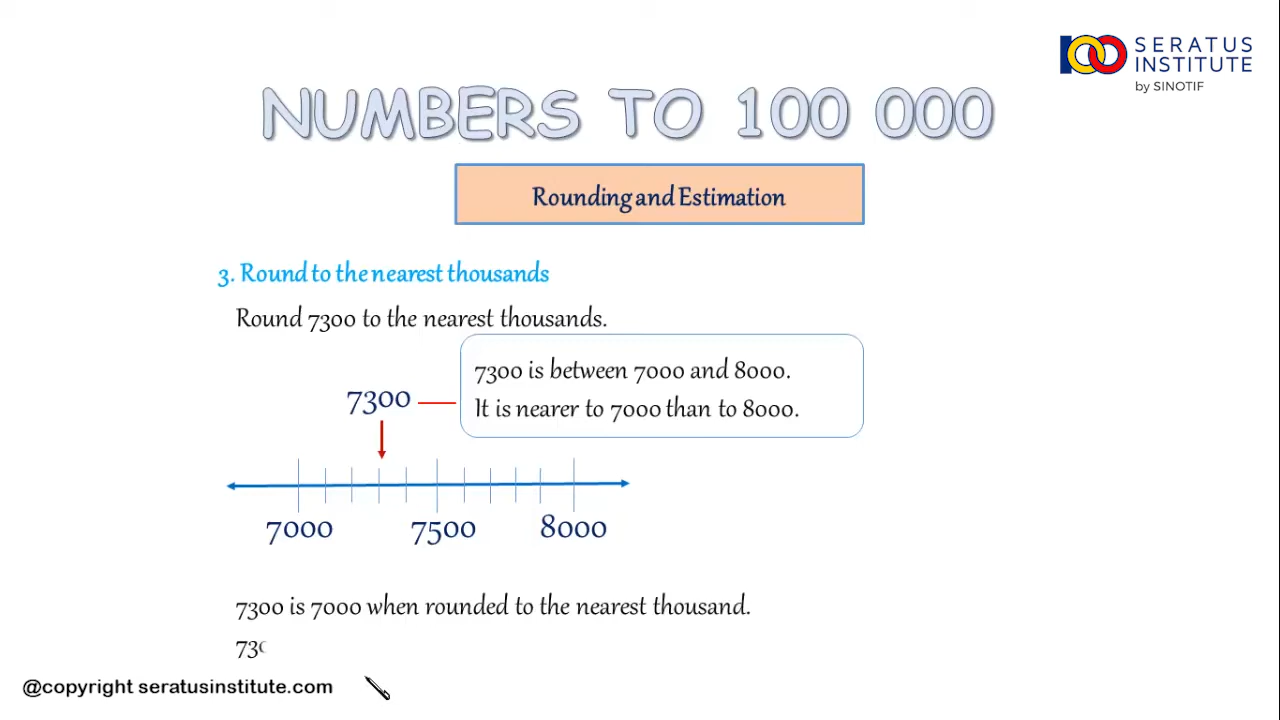 SERATUS
INSTITUTE
by SINOTIF
NUMBERS TO 100 000
Rounding and Estimation
3. Round to the nearest thousands
Round 7300 to the nearest thousands.
7300 is between 7000 and 8000.
7300
It is nearer to 7000 than to 8000.
7000 7500 8000
7300 is 7000 when rounded to the nearest thousand.
73
@copyright seratusinstitute.com